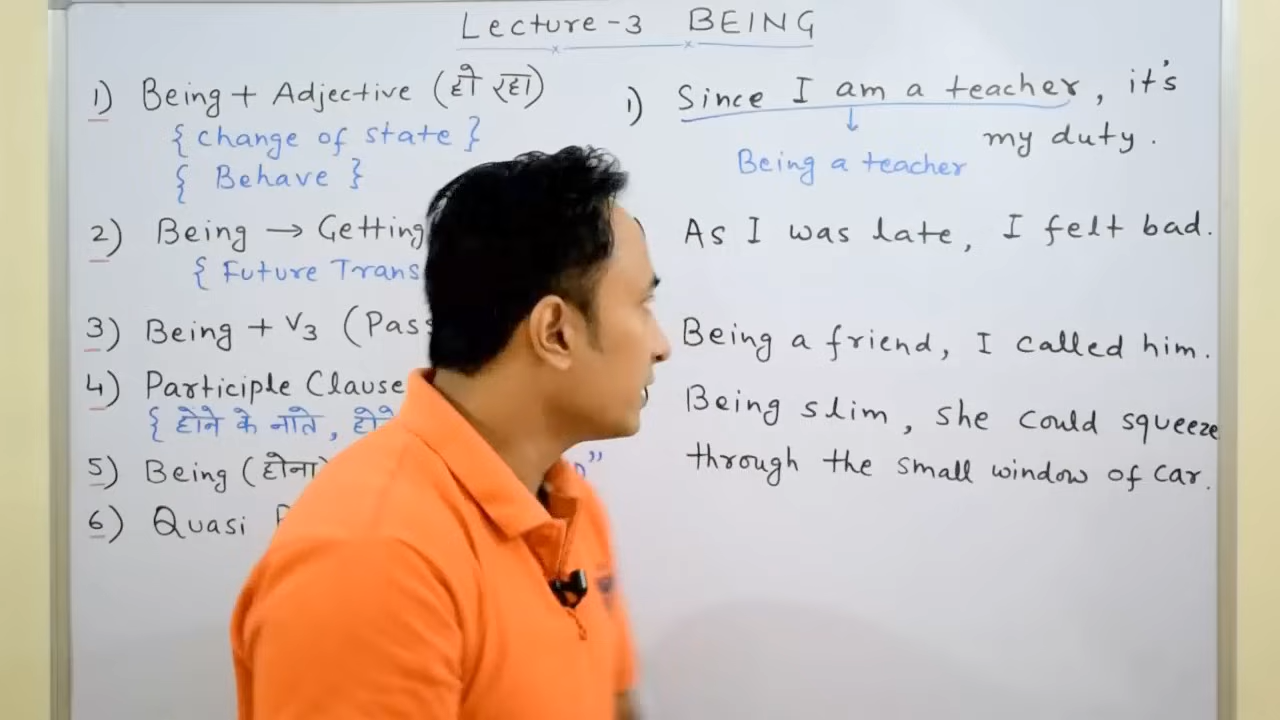 Lecture-3 BEING
1) Being + Adjective (हो रहा)
{ change of state }
{ Behave }
2) Being → Getting
{ Future Trans
3) Being + V3 (Pass
4) Participle Clause
{ होने के नाते, होने
5) Being (होना)
6) Quasi
1) Since I am a teacher, it's
my duty.
Being a teacher
As I was late, I felt bad.
Being a friend, I called him.
Being slim, she could squeeze
through the small window of car.